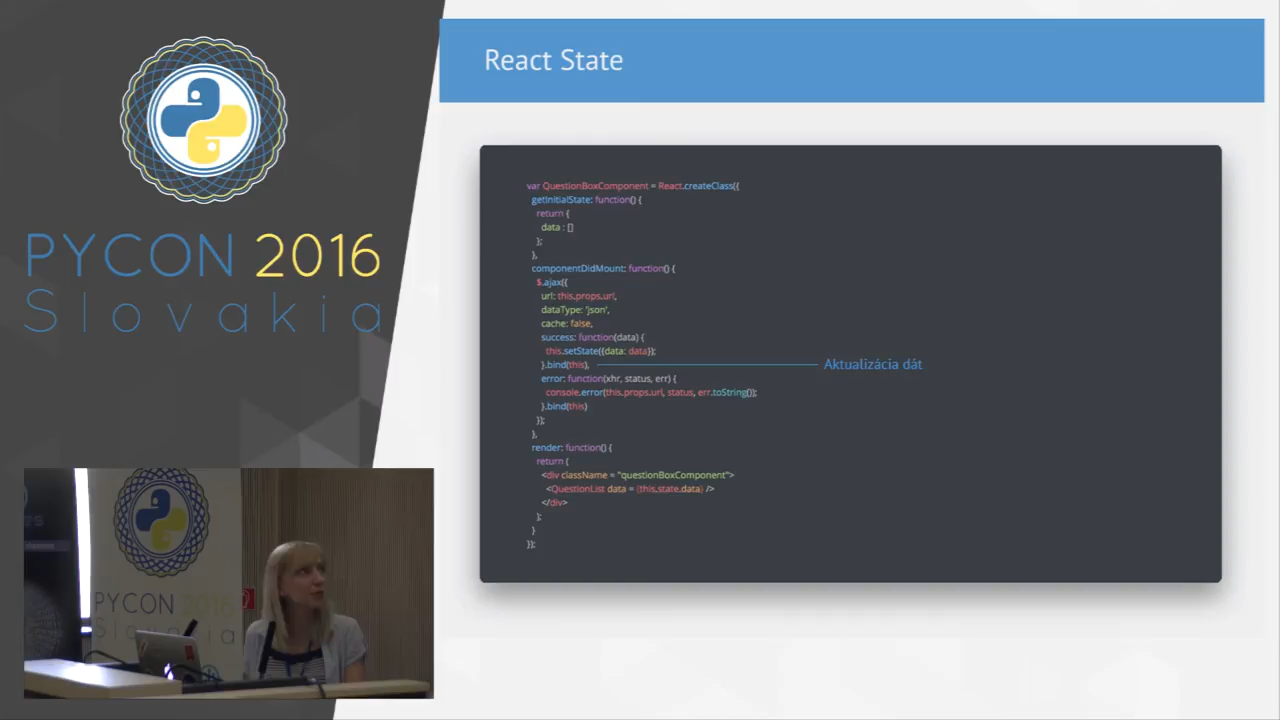 PYCON 2016
Slovakia
React State
var QuestionBoxComponent = React.createClass({
getInitialState: function() {
return {
data : []
};
},
componentDidMount: function() {
$.ajax({
url: this.props.url,
dataType: 'json',
cache: false,
success: function(data) {
this.setState({data: data});
}.bind(this),
Aktualizácia dát
error: function(xhr, status, err) {
console.error(this.props.url, status, err.toString());
}.bind(this)
});
},
render: function() {
return (
<div className = "questionBoxComponent">
<QuestionList data = {this.state.data} />
</div>
);
}
});
PYCON 2016
Slovakia